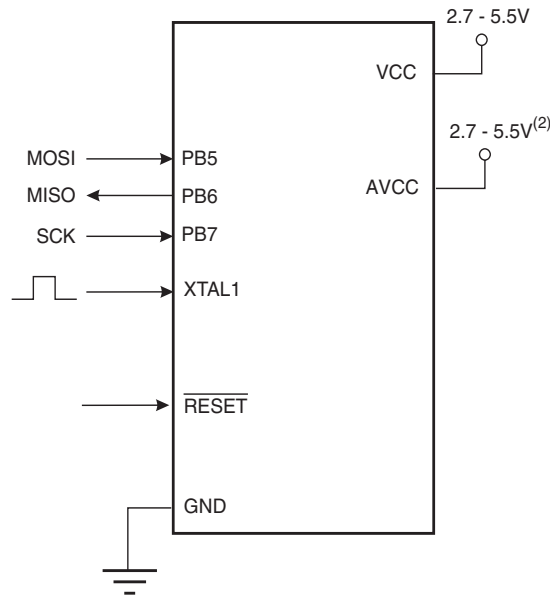 2.7 - 5.5V
VCC
2.7 - 5.5V(2)
MOSI PB5
AVCC
MISO PB6
SCK PB7
XTAL1
RESET
GND